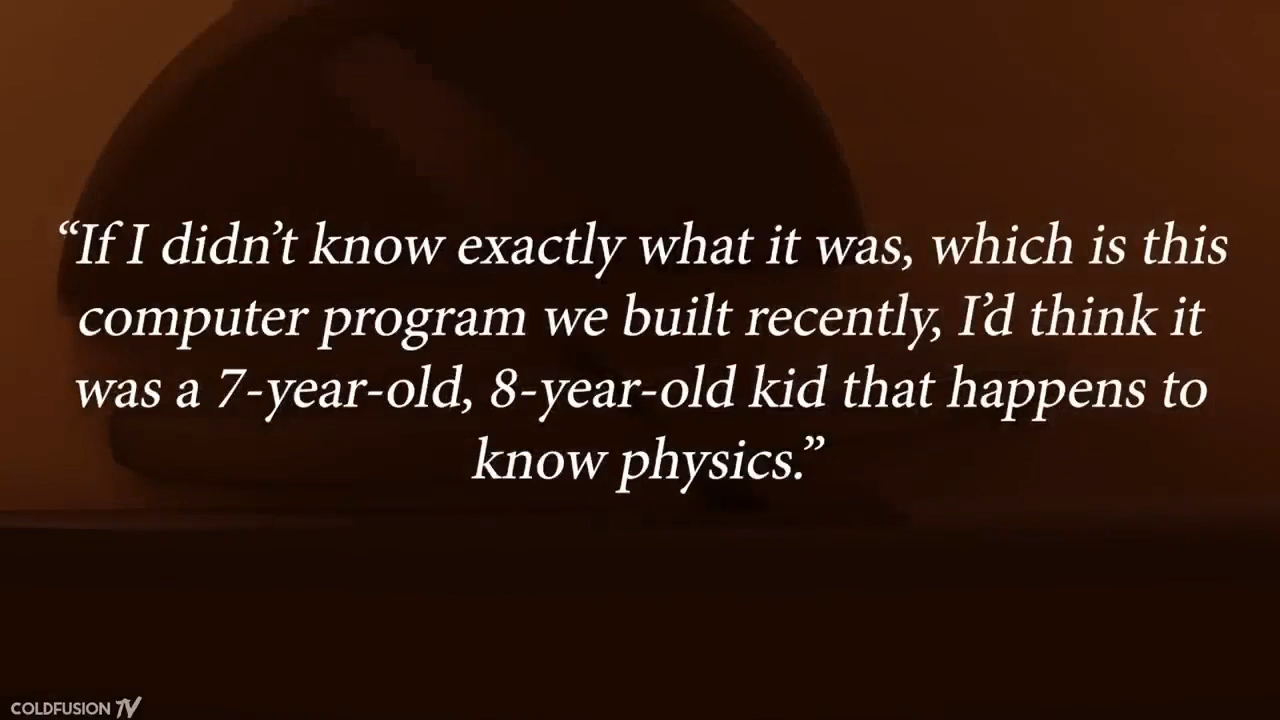 “If I didn’t know exactly what it was, which is this
computer program we built recently, I’d think it
was a 7-year-old, 8-year-old kid that happens to
know physics.”
COLDFUSION TV